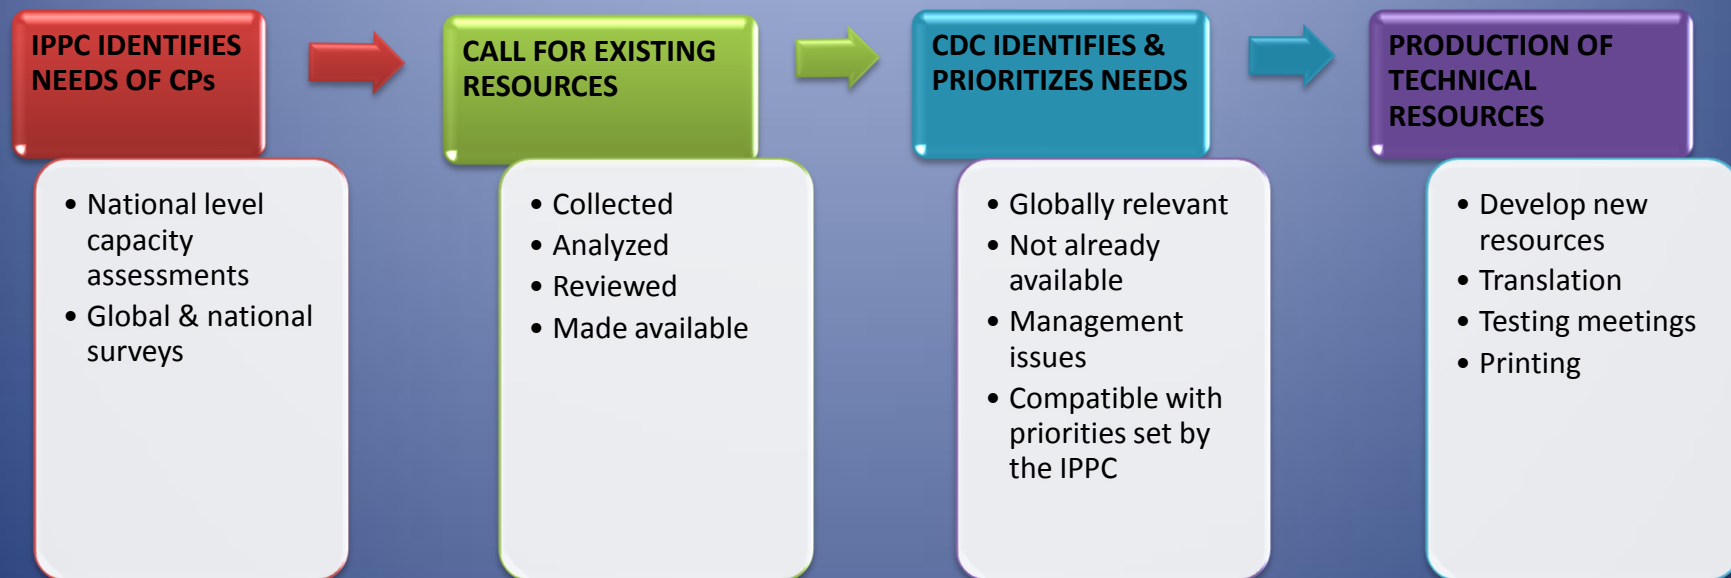 IPPC IDENTIFIES
NEEDS OF CPs
• National level
capacity
assessments
• Global & national
surveys
CALL FOR EXISTING
RESOURCES
• Collected
• Analyzed
• Reviewed
• Made available
CDC IDENTIFIES &
PRIORITIZES NEEDS
• Globally relevant
• Not already
available
• Management
issues
• Compatible with
priorities set by
the IPPC
PRODUCTION OF
TECHNICAL
RESOURCES
• Develop new
resources
• Translation
• Testing meetings
• Printing